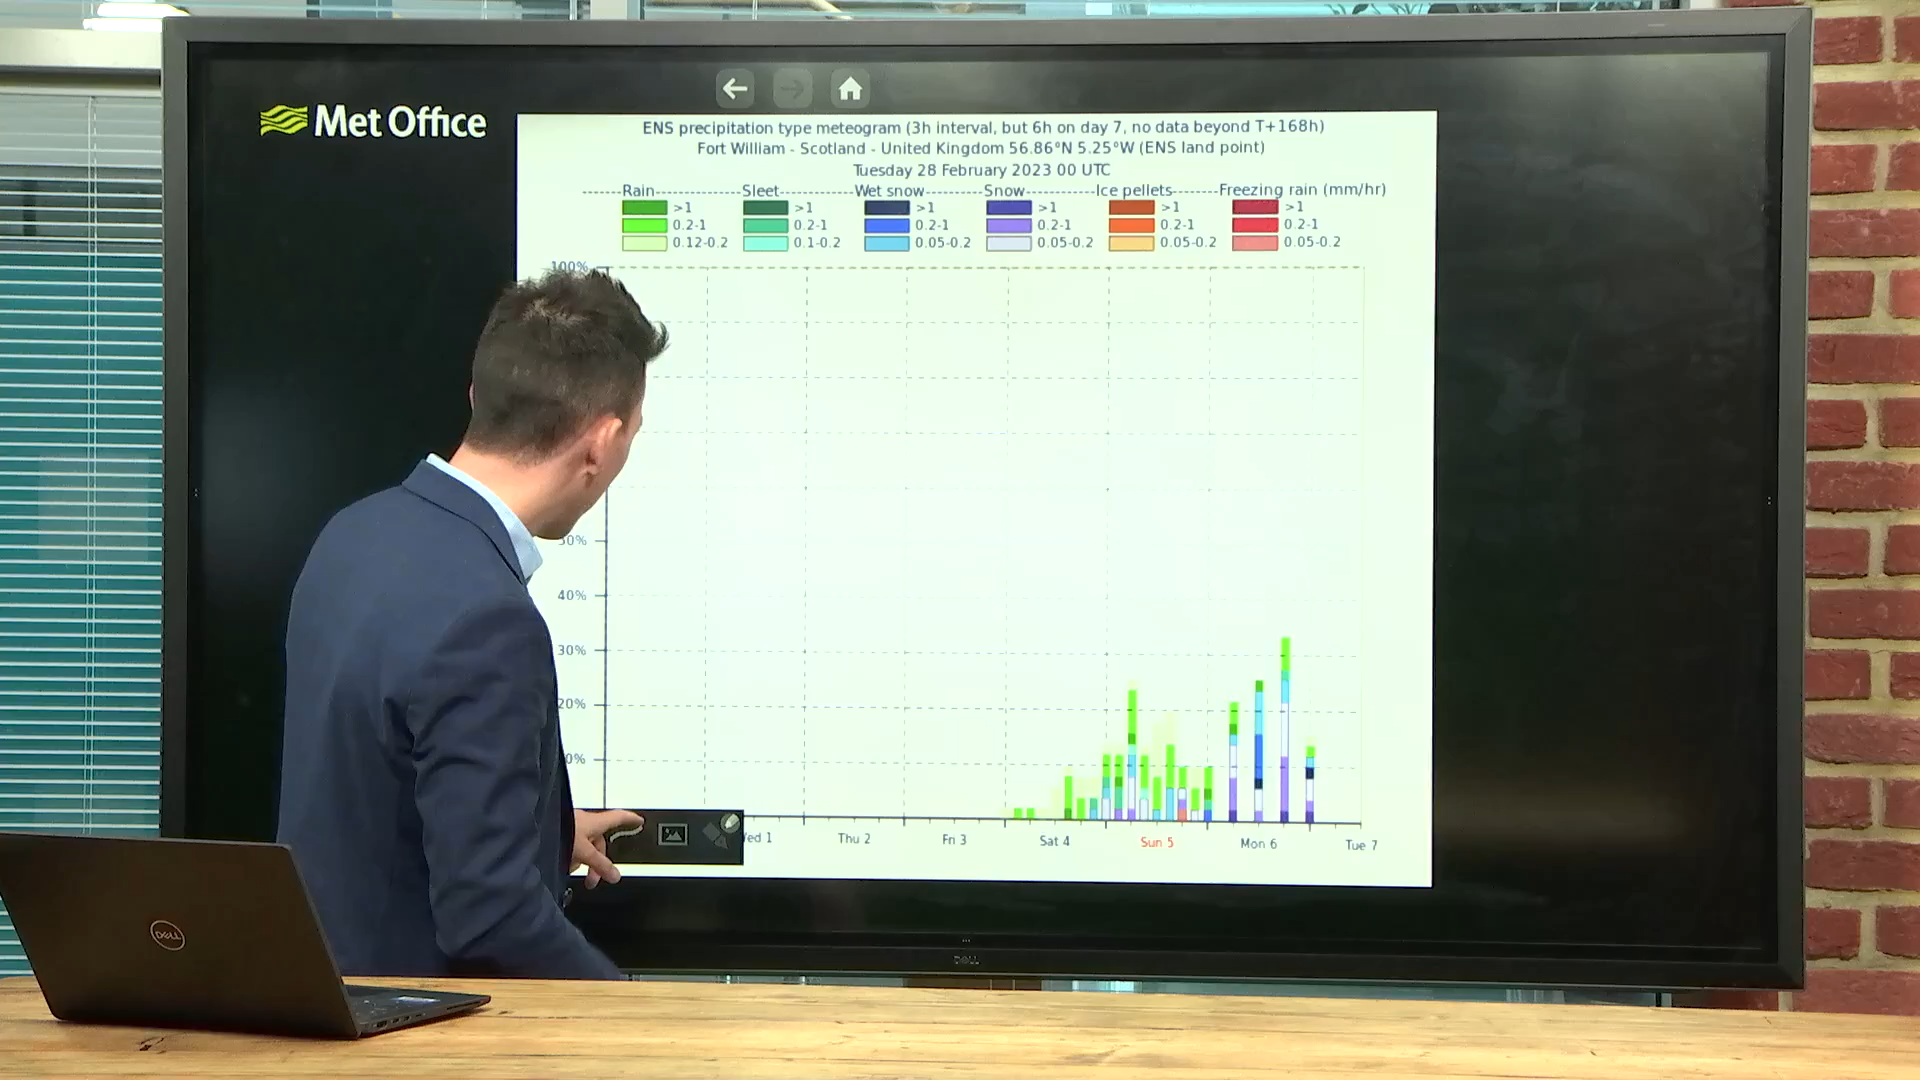 Met Office
ENS precipitation type meteogram (3h interval, but 6h on day 7, no data beyond T+168h)
Fort William - Scotland - United Kingdom 56.86°N 5.25°W (ENS land point)
Tuesday 28 February 2023 00 UTC
Rain Sleet Wet snow Snow Ice pellets Freezing rain (mm/hr)
>1 >1 >1 >1 >1 >1
0.2-1 0.2-1 0.2-1 0.2-1 0.2-1 0.2-1
0.12-0.2 0.1-0.2 0.05-0.2 0.05-0.2 0.05-0.2 0.05-0.2
100%
50%
40%
30%
20%
0%
ed 1 Thu 2 Fri 3 Sat 4 Sun 5 Mon 6 Tue 7
DELL
DELL